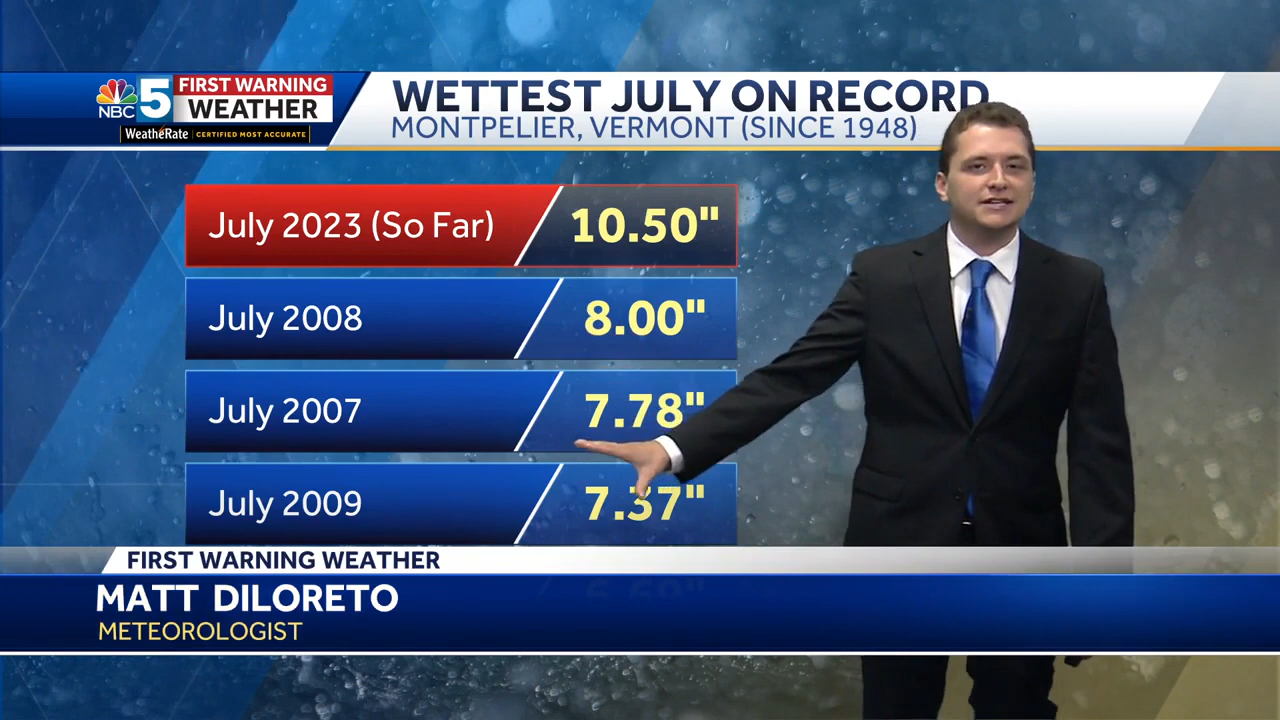 NBC 5 FIRST WARNING
WEATHER
WeatheRate CERTIFIED MOST ACCURATE
WETTEST JULY ON RECORD
MONTPELIER, VERMONT (SINCE 1948)
July 2023 (So Far) 10.50"
July 2008 8.00"
July 2007 7.78"
July 2009 7.37"
FIRST WARNING WEATHER
MATT DILORETO
METEOROLOGIST